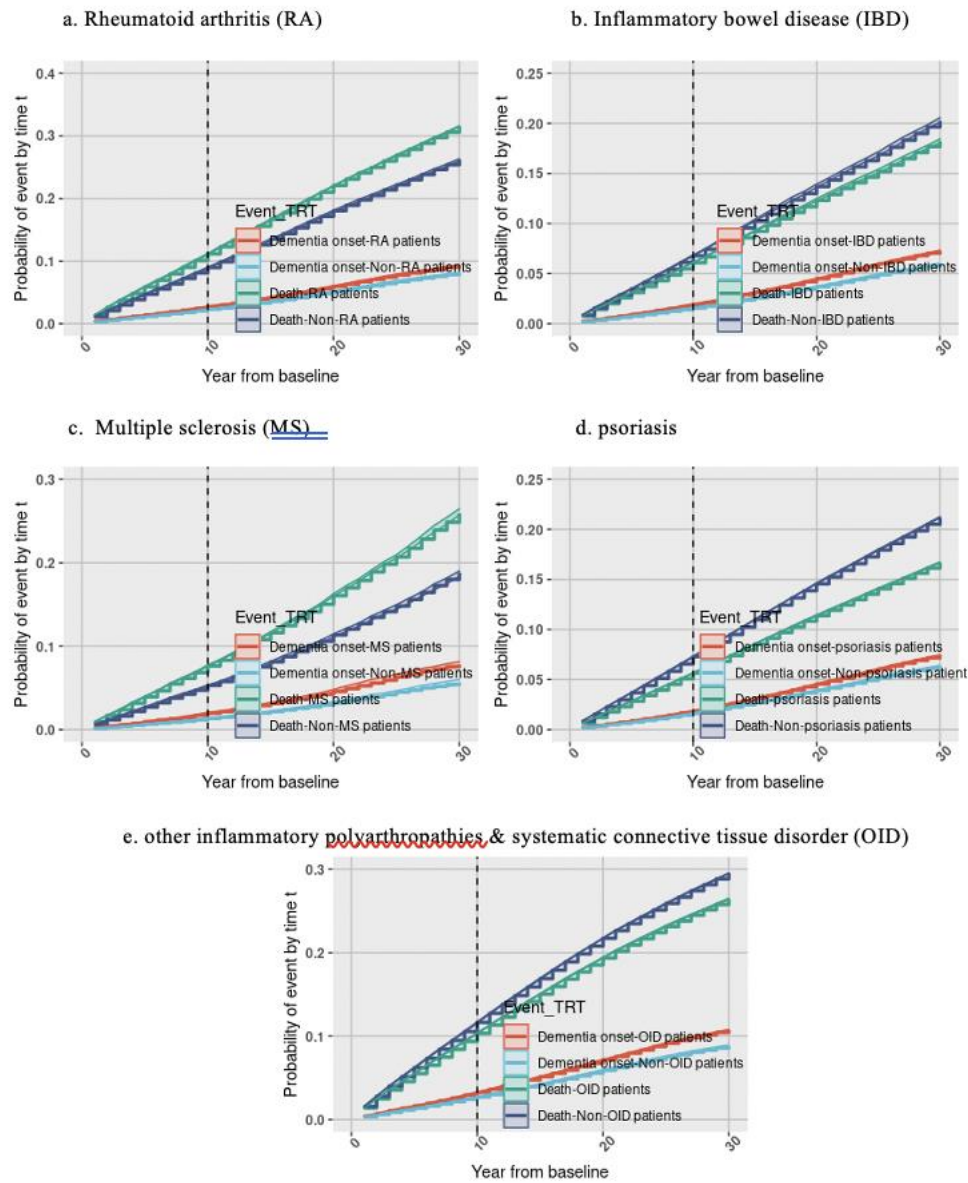 a. Rheumatoid arthritis (RA)
b. Inflammatory bowel disease (IBD)
Probability of event by time t
0.4
0.3
0.2
0.1
0.0
Event_TRT
Dementia onset-RA patients
Dementia onset-Non-RA patients
Death-RA patients
Death-Non-RA patients
0
10
20
30
Year from baseline
Probability of event by time t
0.25
0.20
0.15
0.10
0.05
0.00
Event_TRT
Dementia onset-IBD patients
Dementia onset-Non-IBD patients
Death-IBD patients
Death-Non-IBD patients
0
10
20
30
Year from baseline
c. Multiple sclerosis (MS)
d. psoriasis
Probability of event by time t
0.3
0.2
0.1
0.0
Event_TRT
Dementia onset-MS patients
Dementia onset-Non-MS patients
Death-MS patients
Death-Non-MS patients
0
10
20
30
Year from baseline
Probability of event by time t
0.25
0.20
0.15
0.10
0.05
0.00
Event_TRT
Dementia onset-psoriasis patients
Dementia onset-Non-psoriasis patient
Death-psoriasis patients
Death-Non-psoriasis patients
0
10
20
30
Year from baseline
e. other inflammatory polyarthropathies & systematic connective tissue disorder (OID)
Probability of event by time t
0.3
0.2
0.1
0.0
Event_TRT
Dementia onset-OID patients
Dementia onset-Non-OID patients
Death-OID patients
Death-Non-OID patients
0
10
20
30
Year from baseline